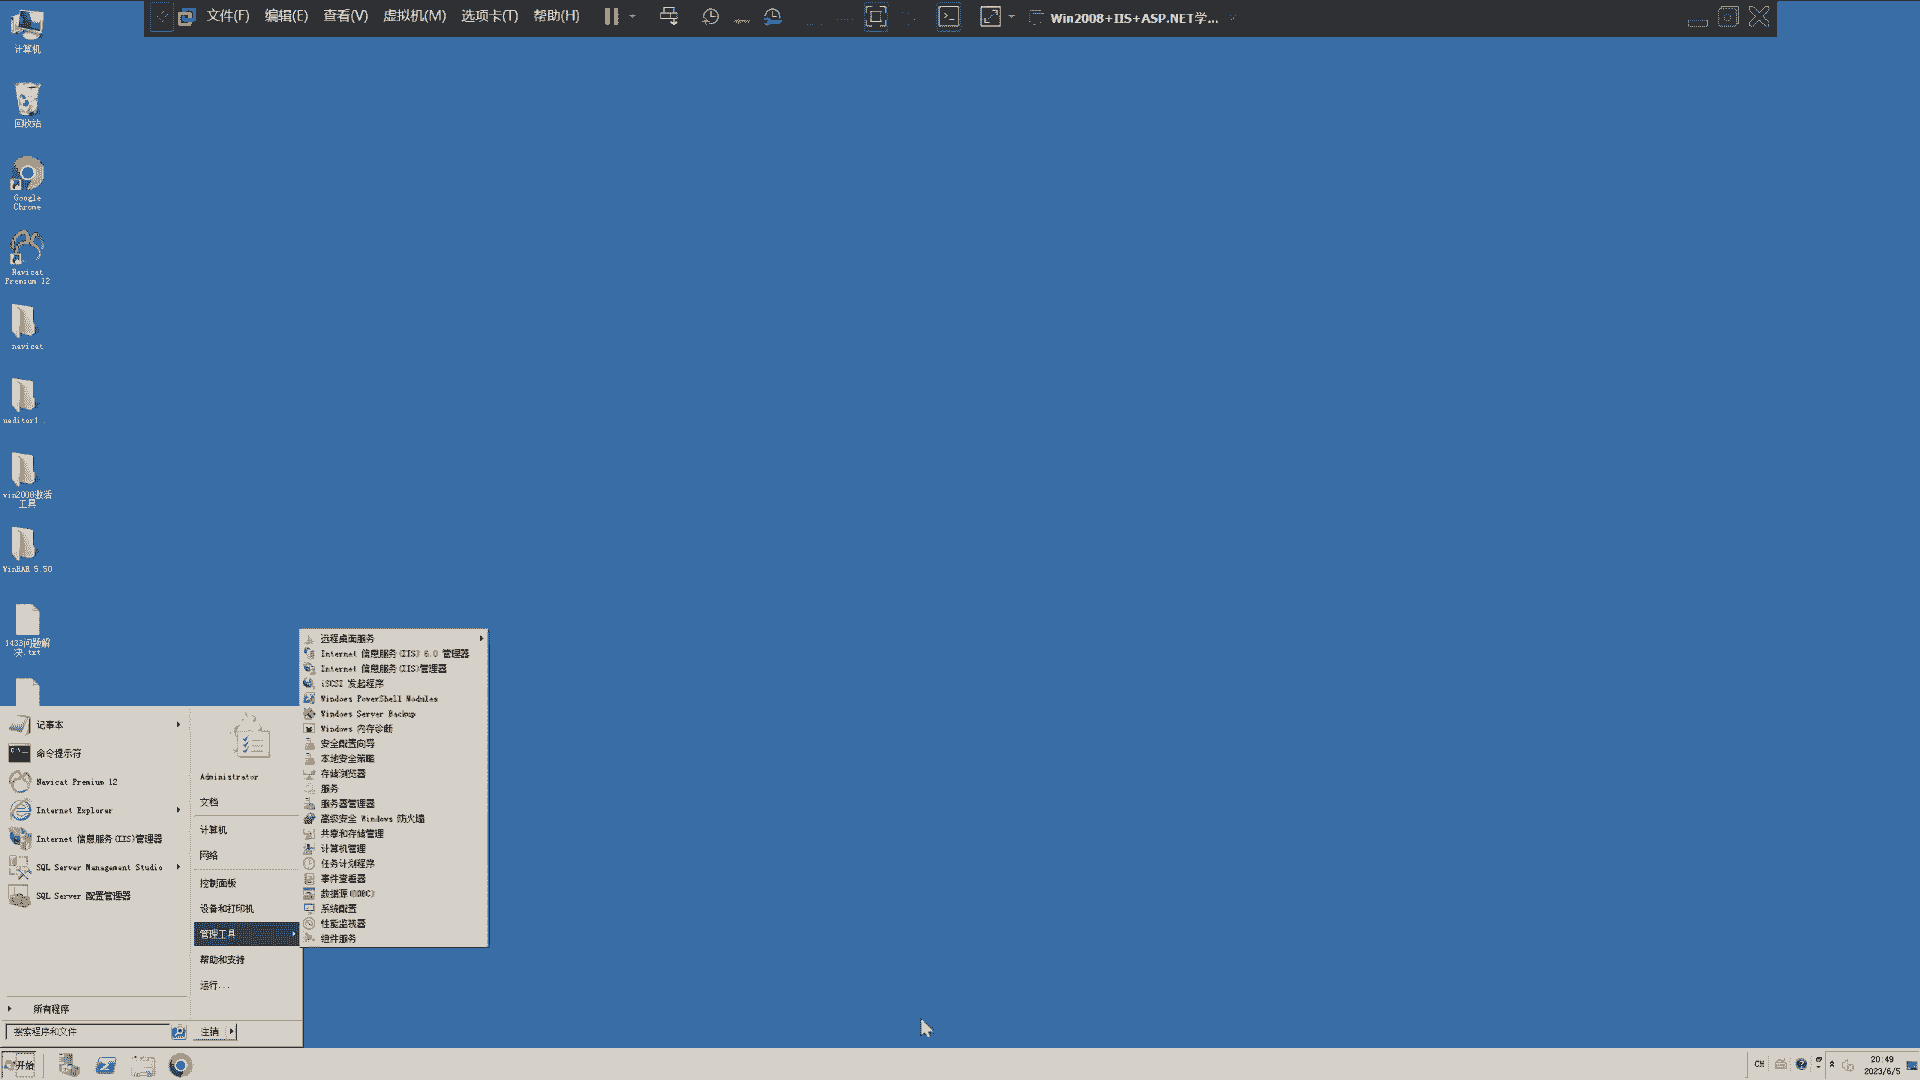 文件(F) 编辑(E) 查看(V) 虚拟机(M) 选项卡(T) 帮助(H) Win2008+IIS+ASP.NET学...
计算机
回收站
Google
Chrome
Navicat
Premium 12
navicat
ueditor1 .
win2008激活
工具
WinRAR 5.50
1433问题解
决.txt
记事本
命令提示符
Navicat Premium 12
Internet Explorer
Internet 信息服务(IIS)管理器
SQL Server Management Studio
SQL Server 配置管理器
所有程序
搜索程序和文件
Administrator
文档
计算机
网络
控制面板
设备和打印机
管理工具
帮助和支持
运行...
注销
远程桌面服务
Internet 信息服务(IIS) 6.0 管理器
Internet 信息服务(IIS)管理器
iSCSI 发起程序
Windows PowerShell Modules
Windows Server Backup
Windows 内存诊断
安全配置向导
本地安全策略
存储浏览器
服务
服务器管理器
高级安全 Windows 防火墙
共享和存储管理
计算机管理
任务计划程序
事件查看器
数据源(ODBC)
系统配置
性能监视器
组件服务
开始
CH
20:49
2023/6/5